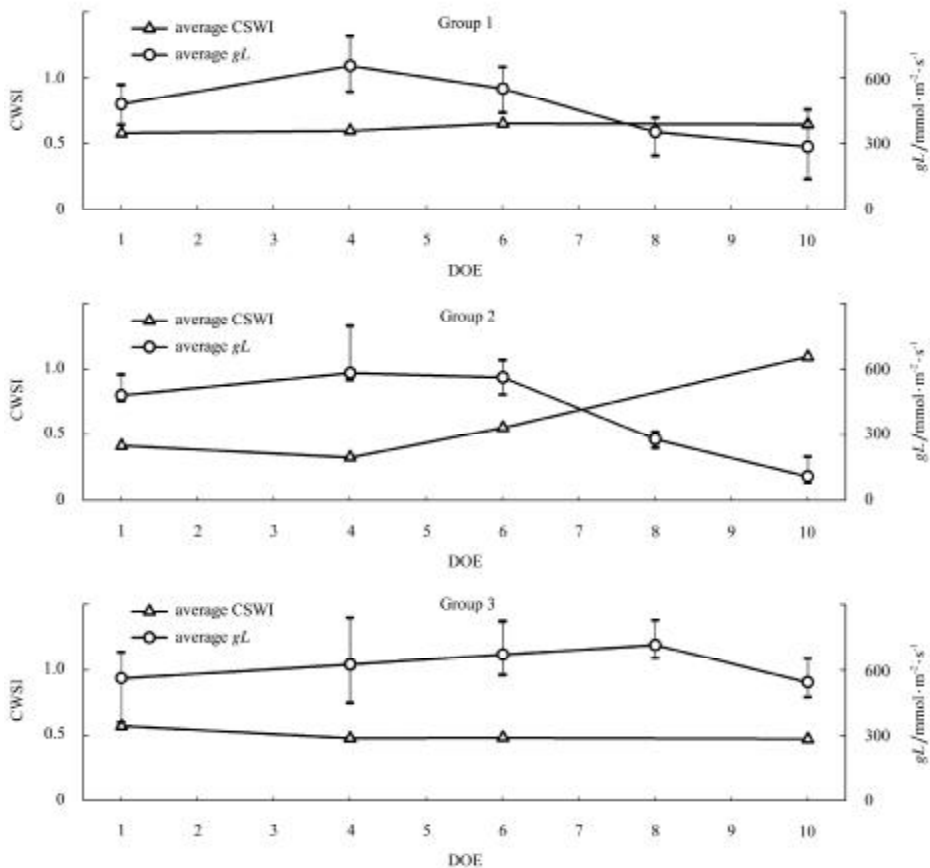 average CSWI
Group 1
average gL
1.0
0.5
0
CWSI
600
300
0
gL/mmol·m⁻²·s⁻¹
1 2 3 4 5 6 7 8 9 10
DOE
average CSWI
Group 2
average gL
1.0
0.5
0
CWSI
600
300
0
gL/mmol·m⁻²·s⁻¹
1 2 3 4 5 6 7 8 9 10
DOE
average CSWI
Group 3
average gL
1.0
0.5
0
CWSI
600
300
0
gL/mmol·m⁻²·s⁻¹
1 2 3 4 5 6 7 8 9 10
DOE